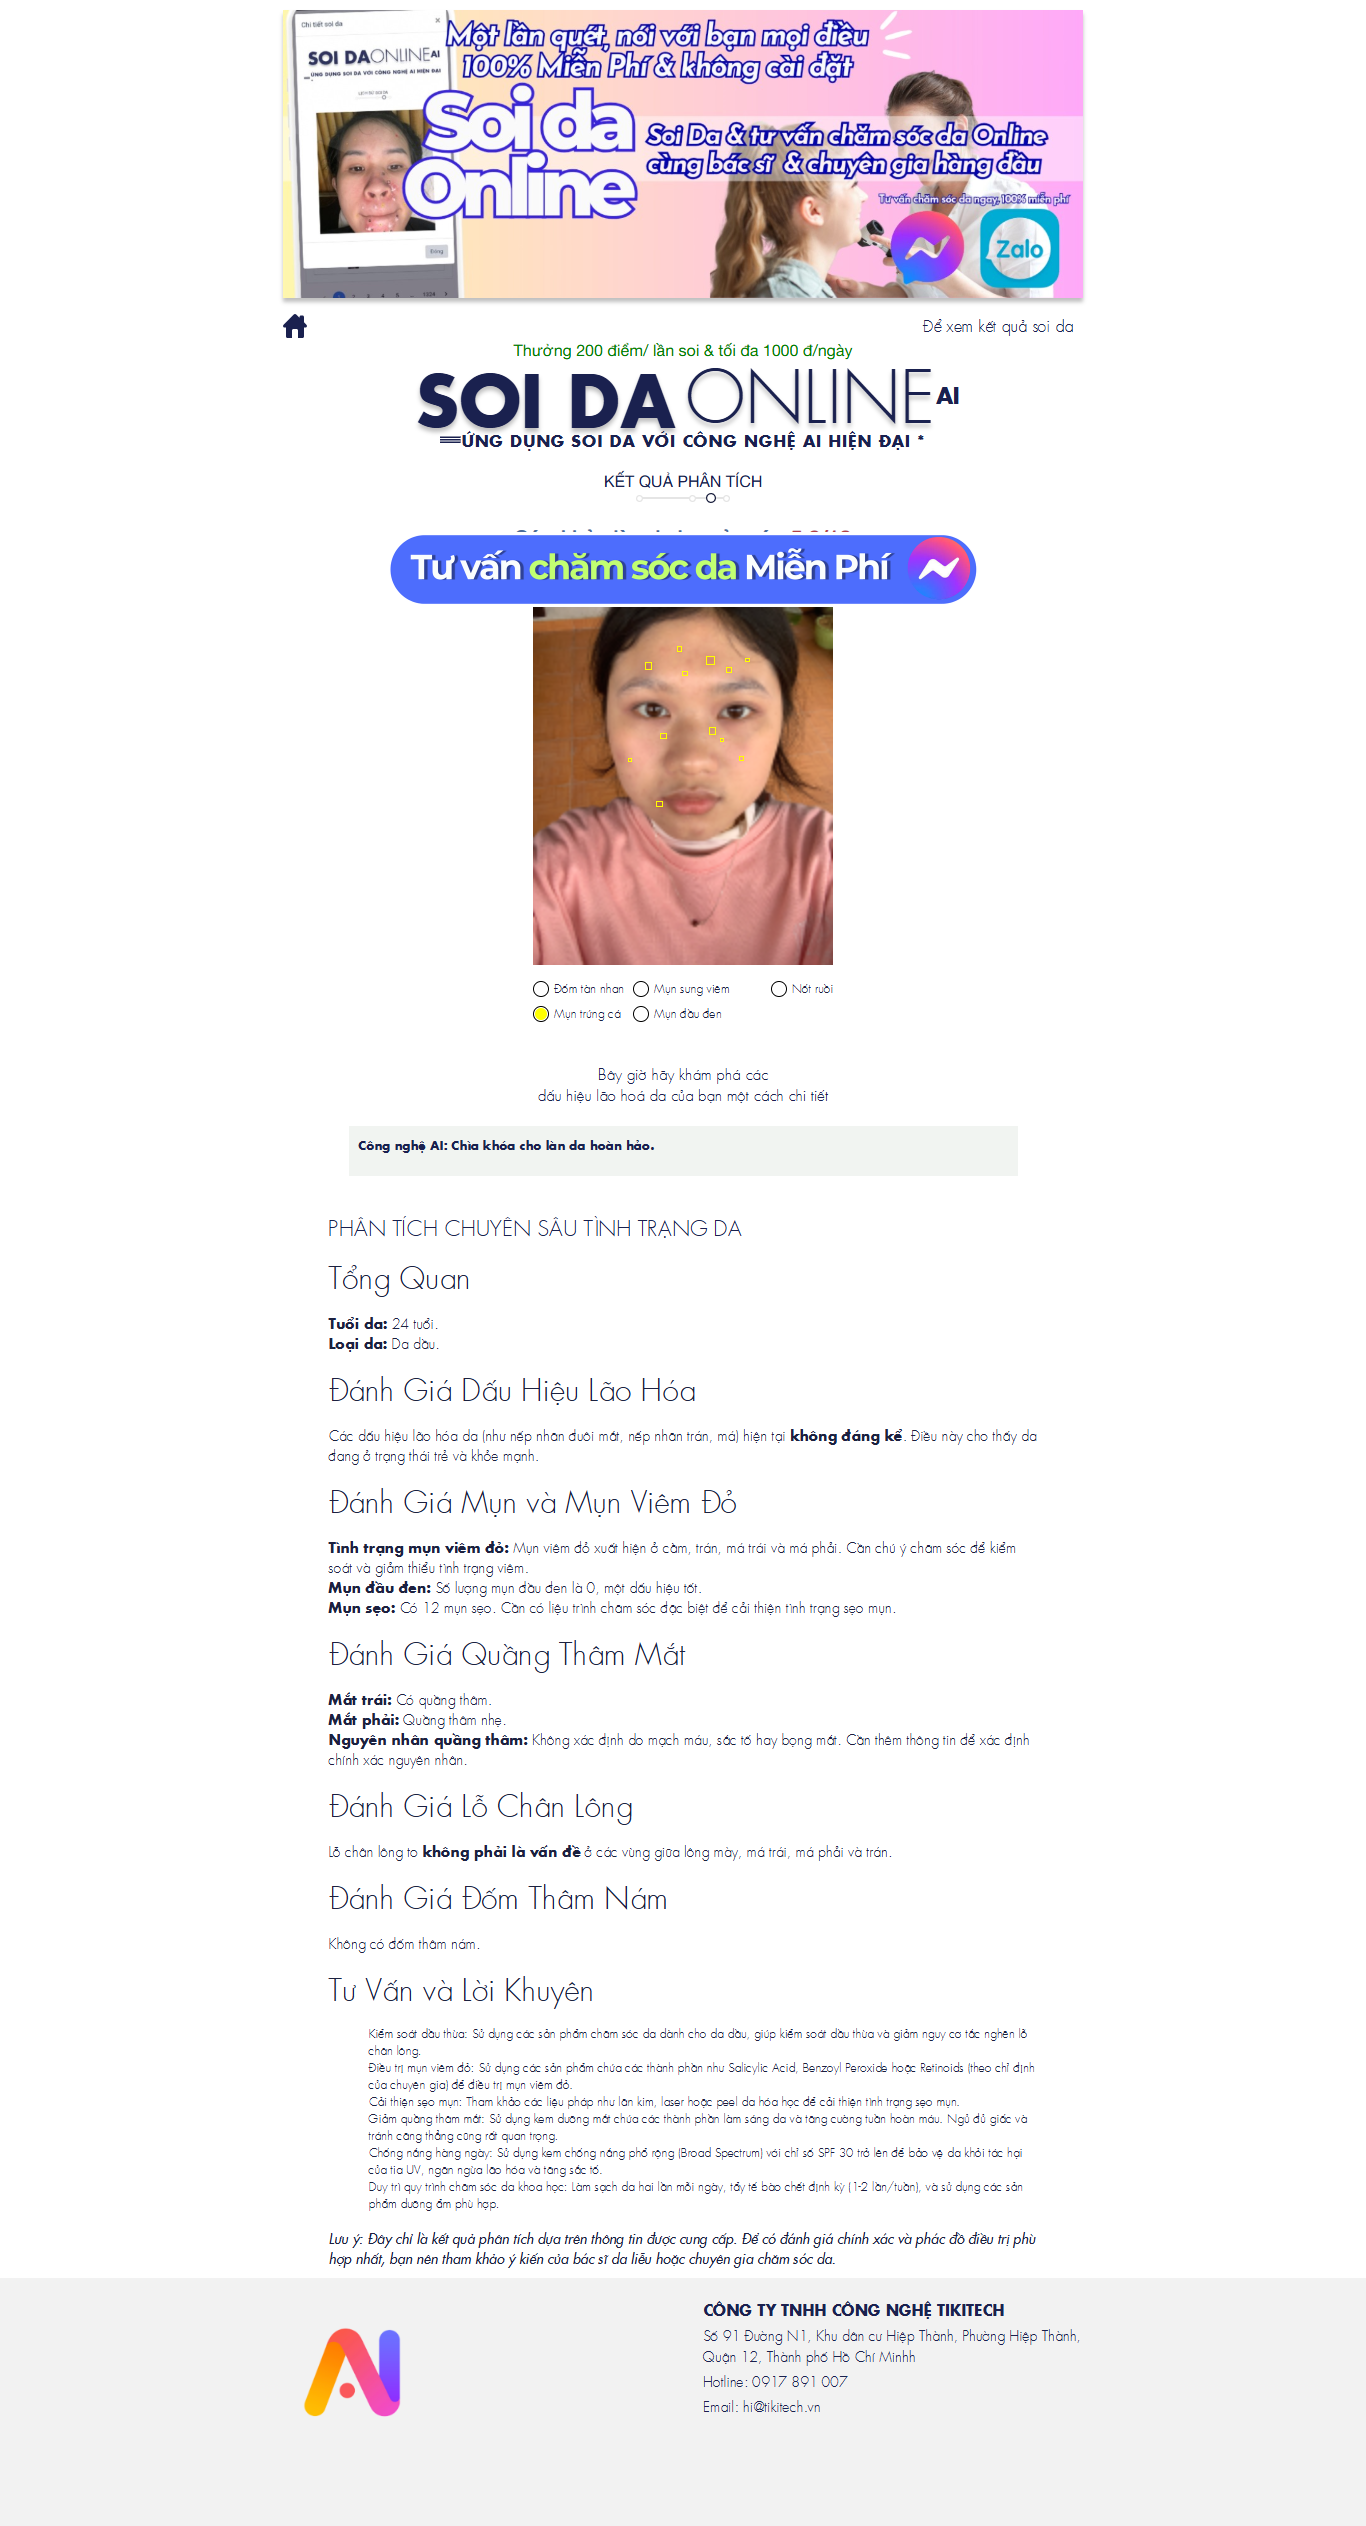 Chi tiết soi da
×
SOI DAONLINE AI
ỨNG DỤNG SOI DA VỚI CÔNG NGHỆ AI HIỆN ĐẠI
Đóng
Một lần quét, nói với bạn mọi điều
100% Miễn Phí & không cài đặt
Soi da
Online
Soi Da & tư vấn chăm sóc da Online
cùng bác sĩ & chuyên gia hàng đầu
Tư vấn chăm sóc da ngay, 100% miễn phí
Zalo
Để xem kết quả soi da
Thưởng 200 điểm/ lần soi & tối đa 1000 đ/ngày
SOI DA ONLINE AI
ỨNG DỤNG SOI DA VỚI CÔNG NGHỆ AI HIỆN ĐẠI *
KẾT QUẢ PHÂN TÍCH
Tư vấn chăm sóc da Miễn Phí
Đốm tàn nhan Mụn sung viêm Nốt ruồi
Mụn trứng cá Mụn đầu đen
Bây giờ hãy khám phá các
dấu hiệu lão hoá da của bạn một cách chi tiết
Công nghệ AI: Chìa khóa cho làn da hoàn hảo.
PHÂN TÍCH CHUYÊN SÂU TÌNH TRẠNG DA
Tổng Quan
Tuổi da: 24 tuổi.
Loại da: Da dầu.
Đánh Giá Dấu Hiệu Lão Hóa
Các dấu hiệu lão hóa da (như nếp nhăn đuôi mắt, nếp nhăn trán, má) hiện tại không đáng kể. Điều này cho thấy da
đang ở trạng thái trẻ và khỏe mạnh.
Đánh Giá Mụn và Mụn Viêm Đỏ
Tình trạng mụn viêm đỏ: Mụn viêm đỏ xuất hiện ở cằm, trán, má trái và má phải. Cần chú ý chăm sóc để kiểm
soát và giảm thiểu tình trạng viêm.
Mụn đầu đen: Số lượng mụn đầu đen là 0, một dấu hiệu tốt.
Mụn sẹo: Có 12 mụn sẹo. Cần có liệu trình chăm sóc đặc biệt để cải thiện tình trạng sẹo mụn.
Đánh Giá Quầng Thâm Mắt
Mắt trái: Có quầng thâm.
Mắt phải: Quầng thâm nhẹ.
Nguyên nhân quầng thâm: Không xác định do mạch máu, sắc tố hay bọng mắt. Cần thêm thông tin để xác định
chính xác nguyên nhân.
Đánh Giá Lỗ Chân Lông
Lỗ chân lông to không phải là vấn đề ở các vùng giữa lông mày, má trái, má phải và trán.
Đánh Giá Đốm Thâm Nám
Không có đốm thâm nám.
Tư Vấn và Lời Khuyên
Kiểm soát dầu thừa: Sử dụng các sản phẩm chăm sóc da dành cho da dầu, giúp kiểm soát dầu thừa và giảm nguy cơ tắc nghẽn lỗ
chân lông.
Điều trị mụn viêm đỏ: Sử dụng các sản phẩm chứa các thành phần như Salicylic Acid, Benzoyl Peroxide hoặc Retinoids (theo chỉ định
của chuyên gia) để điều trị mụn viêm đỏ.
Cải thiện sẹo mụn: Tham khảo các liệu pháp như lăn kim, laser hoặc peel da hóa học để cải thiện tình trạng sẹo mụn.
Giảm quầng thâm mắt: Sử dụng kem dưỡng mắt chứa các thành phần làm sáng da và tăng cường tuần hoàn máu. Ngủ đủ giấc và
tránh căng thẳng cũng rất quan trọng.
Chống nắng hàng ngày: Sử dụng kem chống nắng phổ rộng (Broad Spectrum) với chỉ số SPF 30 trở lên để bảo vệ da khỏi tác hại
của tia UV, ngăn ngừa lão hóa và tăng sắc tố.
Duy trì quy trình chăm sóc da khoa học: Làm sạch da hai lần mỗi ngày, tẩy tế bào chết định kỳ (1-2 lần/tuần), và sử dụng các sản
phẩm dưỡng ẩm phù hợp.
Lưu ý: Đây chỉ là kết quả phân tích dựa trên thông tin được cung cấp. Để có đánh giá chính xác và phác đồ điều trị phù
hợp nhất, bạn nên tham khảo ý kiến của bác sĩ da liễu hoặc chuyên gia chăm sóc da.
CÔNG TY TNHH CÔNG NGHỆ TIKITECH
Số 91 Đường N1, Khu dân cư Hiệp Thành, Phường Hiệp Thành,
Quận 12, Thành phố Hồ Chí Minhh
Hotline: 0917 891 007
Email: hi@tikitech.vn